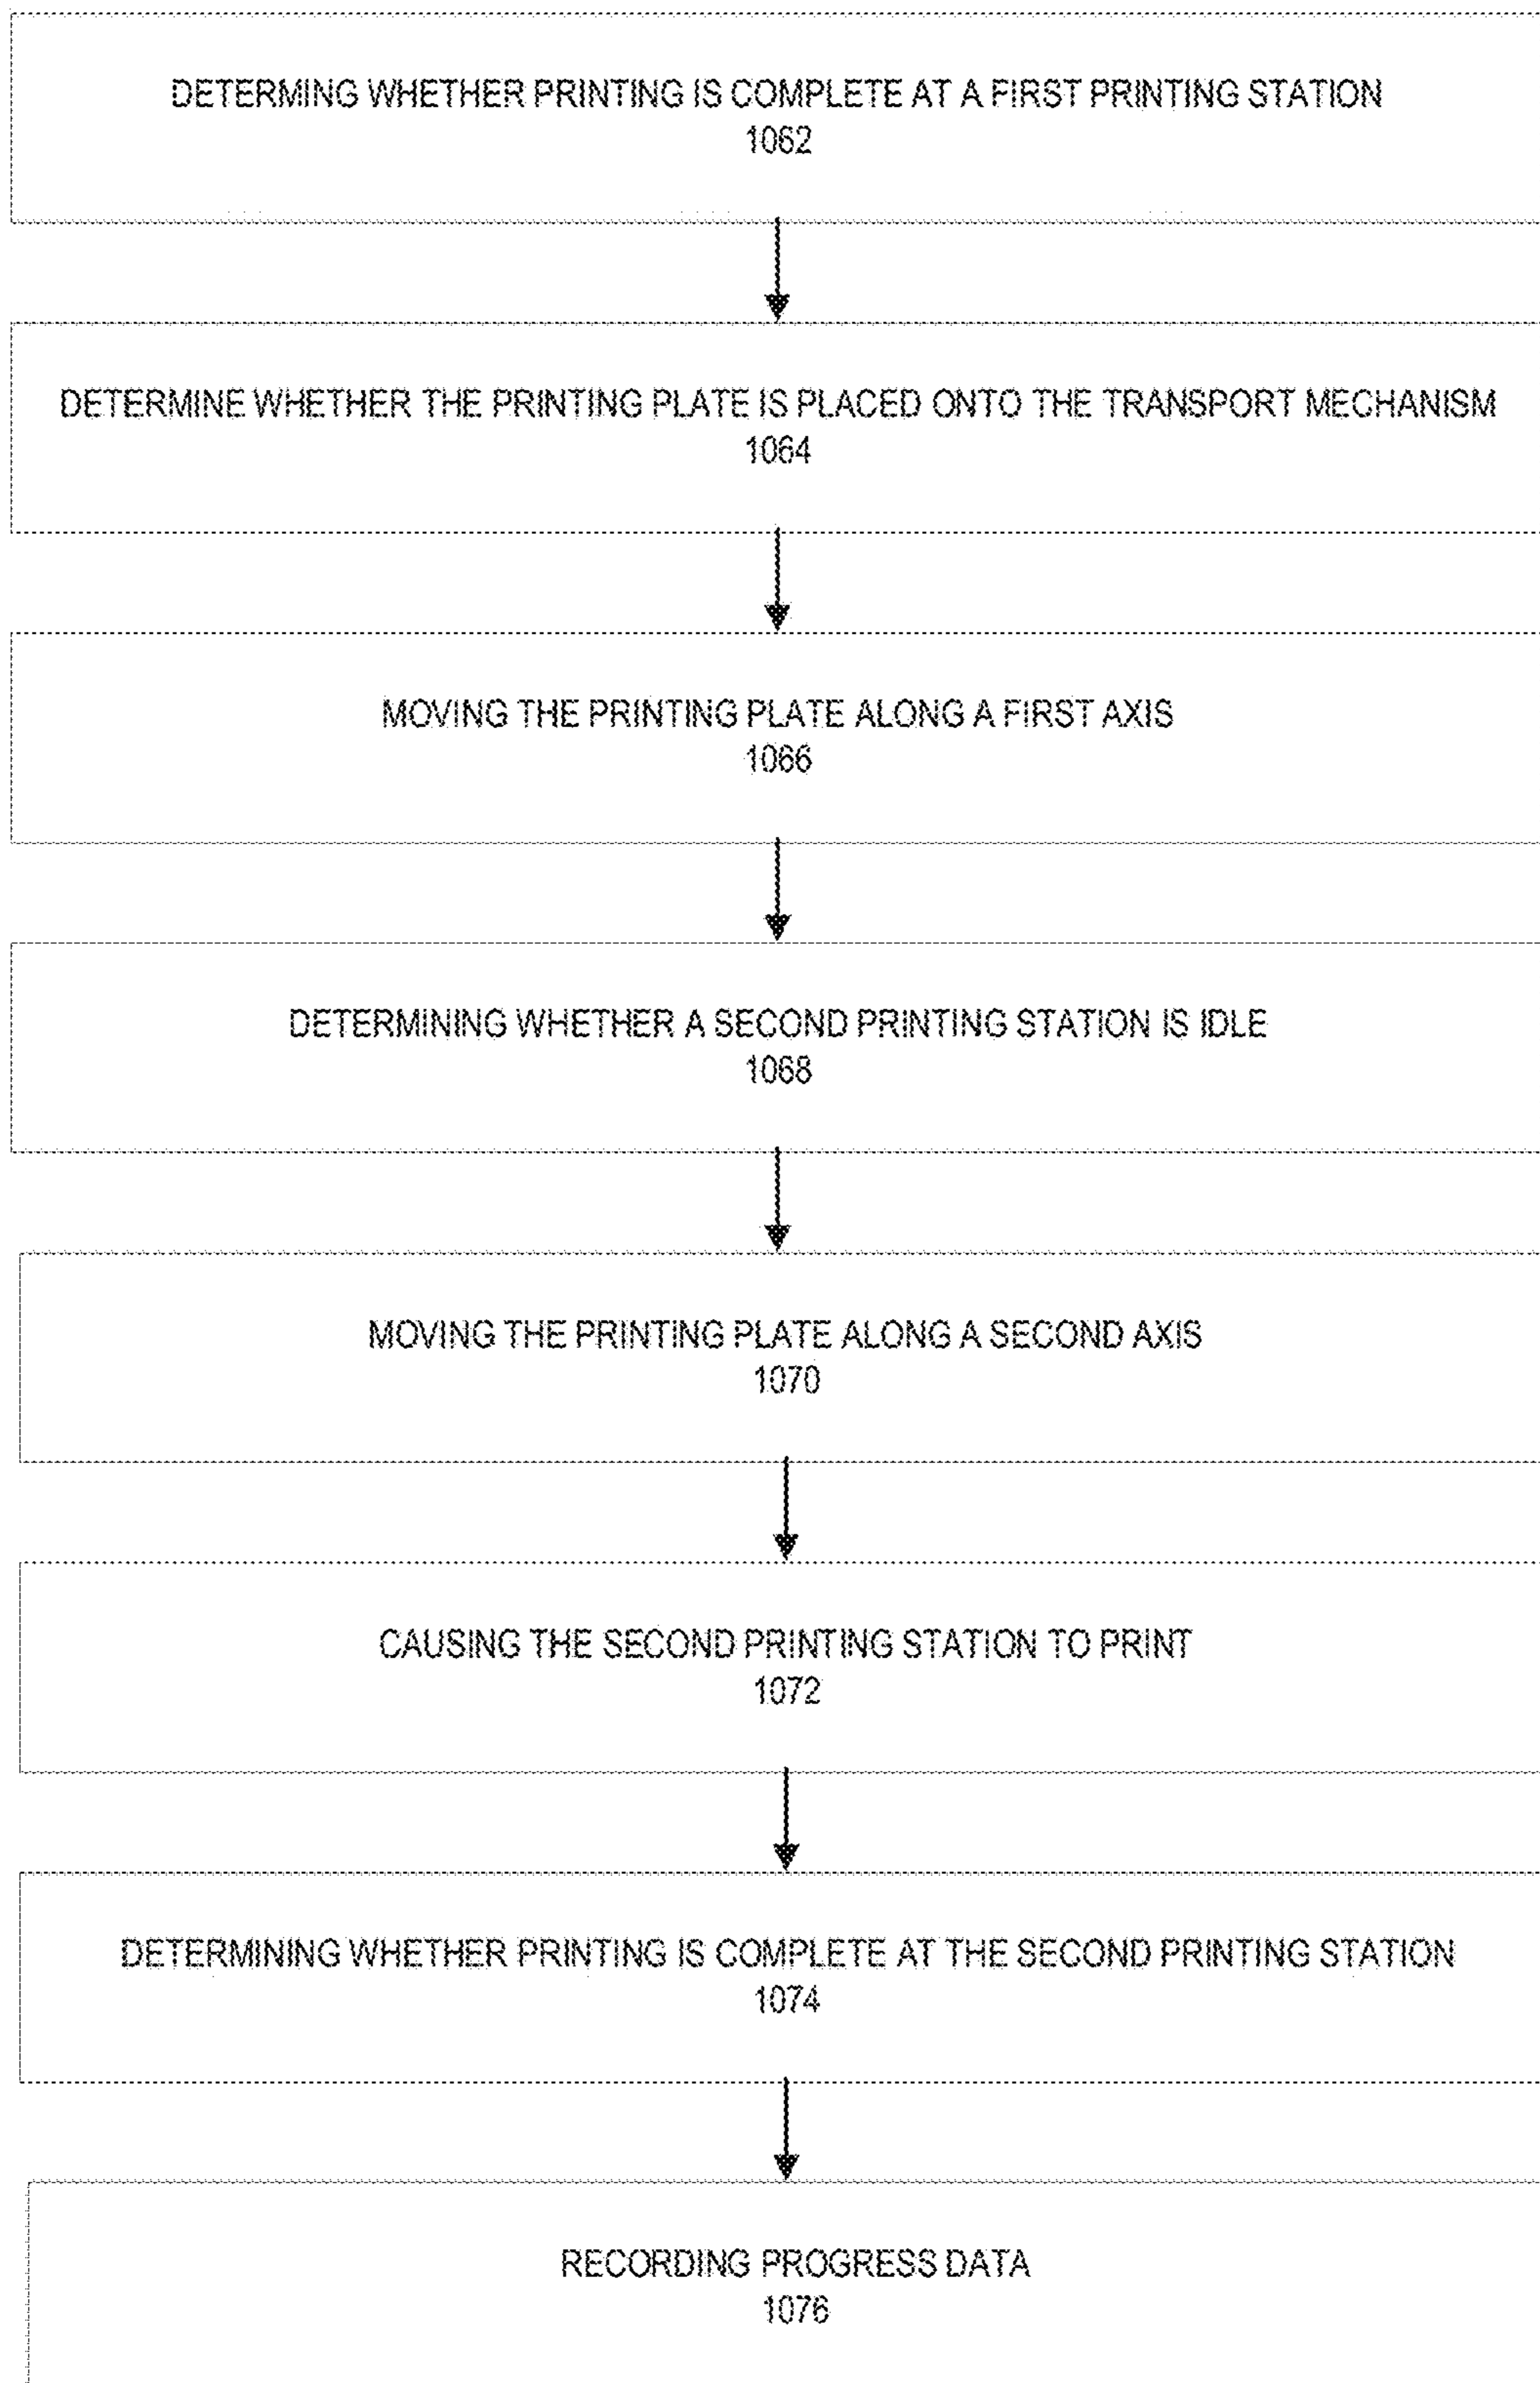 DETERMING WHETHER PRINTING IS COMPLETE AT A FIRST PRINTING STATION
1062
DETERMINE WHETHER THE PRINTING PLATE IS PLACED ONTO THE TRANSPORT MECHANISM
1064
MOVING THE PRINTING PLATE ALONG A FIRST AXIS
1066
DETERMINING WHETHER A SECOND PRINTING STATION IS IDLE
1068
MOVING THE PRINTING PLATE ALONG A SECOND AXIS
1070
CAUSING THE SECOND PRINTING STATION TO PRINT
1072
DETERMINING WHETHER PRINTING IS COMPLETE AT THE SECOND PRINTING STATION
1074
RECORDING PROGRESS DATA
1076